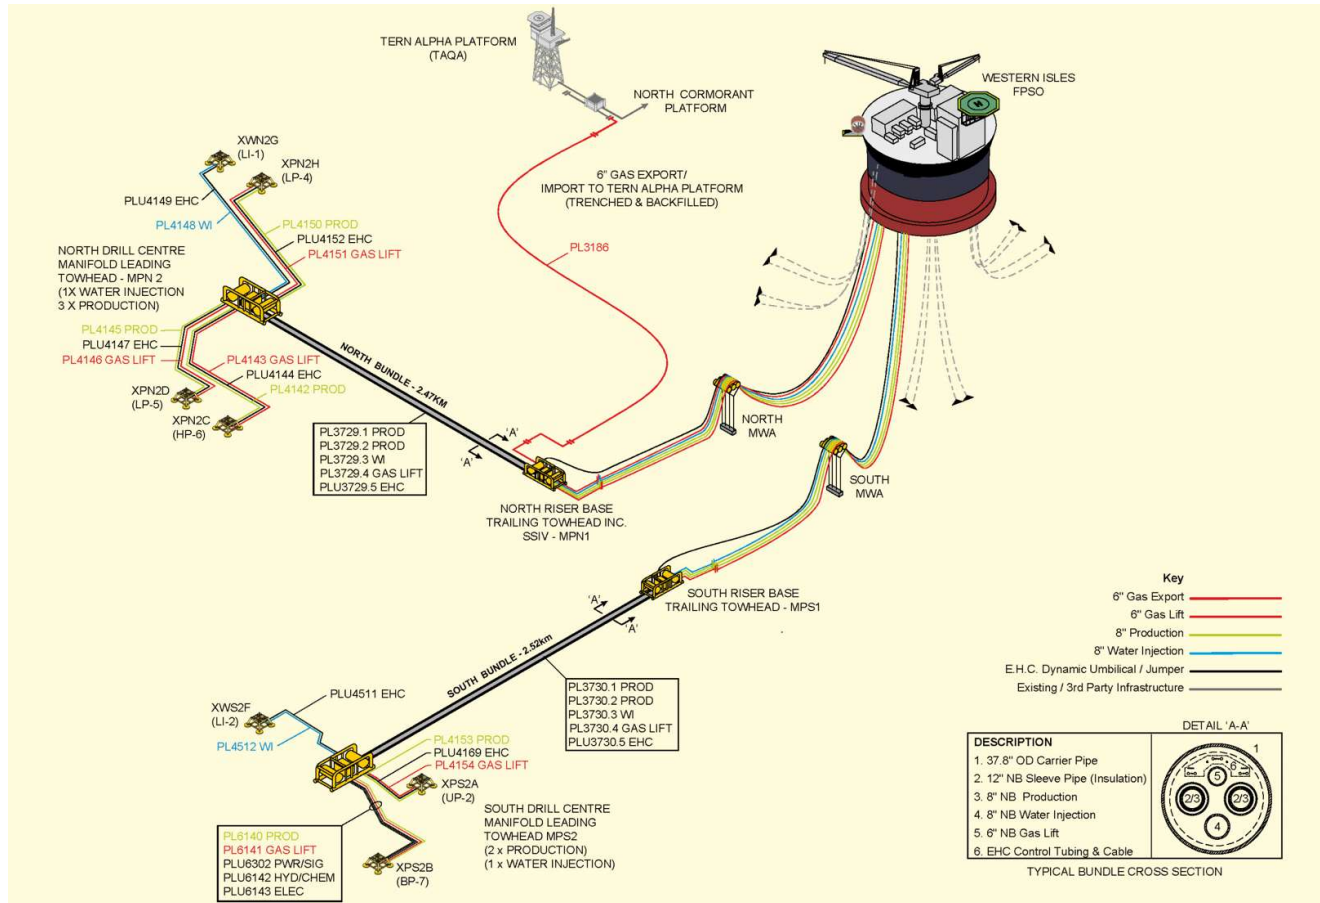 TERN ALPHA PLATFORM
(TAQA)
NORTH CORMORANT
PLATFORM
WESTERN ISLES
FPSO
H
6" GAS EXPORT/
IMPORT TO TERN ALPHA PLATFORM
(TRENCHED & BACKFILLED)
PL3186
XWN2G
(LI-1)
XPN2H
(LP-4)
PLU4149 EHC
PL4148 WI
PL4150 PROD
PLU4152 EHC
PL4151 GAS LIFT
NORTH DRILL CENTRE
MANIFOLD LEADING
TOWHEAD - MPN 2
(1X WATER INJECTION
3 X PRODUCTION)
PL4145 PROD
PLU4147 EHC
PL4146 GAS LIFT
PL4143 GAS LIFT
PLU4144 EHC
PL4142 PROD
XPN2D
(LP-5)
XPN2C
(HP-6)
NORTH BUNDLE - 2.47KM
PL3729.1 PROD
PL3729.2 PROD
PL3729.3 WI
PL3729.4 GAS LIFT
PLU3729.5 EHC
'A'
'A'
NORTH RISER BASE
TRAILING TOWHEAD INC.
SSIV - MPN1
NORTH
MWA
SOUTH
MWA
SOUTH RISER BASE
TRAILING TOWHEAD - MPS1
'A'
'A'
SOUTH BUNDLE - 2.52km
PL3730.1 PROD
PL3730.2 PROD
PL3730.3 WI
PL3730.4 GAS LIFT
PLU3730.5 EHC
XWS2F
(LI-2)
PLU4511 EHC
PL4512 WI
PL4153 PROD
PLU4169 EHC
PL4154 GAS LIFT
XPS2A
(UP-2)
SOUTH DRILL CENTRE
MANIFOLD LEADING
TOWHEAD MPS2
(2 x PRODUCTION)
(1 x WATER INJECTION)
PL6140 PROD
PL6141 GAS LIFT
PLU6302 PWR/SIG
PLU6142 HYD/CHEM
PLU6143 ELEC
XPS2B
(BP-7)
Key
6" Gas Export
6" Gas Lift
8" Production
8" Water Injection
E.H.C. Dynamic Umbilical / Jumper
Existing / 3rd Party Infrastructure
DETAIL 'A-A'
DESCRIPTION
1. 37.8" OD Carrier Pipe
2. 12" NB Sleeve Pipe (Insulation)
3. 8" NB Production
4. 8" NB Water Injection
5. 6" NB Gas Lift
6. EHC Control Tubing & Cable
1
6
5
2/3
2/3
4
TYPICAL BUNDLE CROSS SECTION